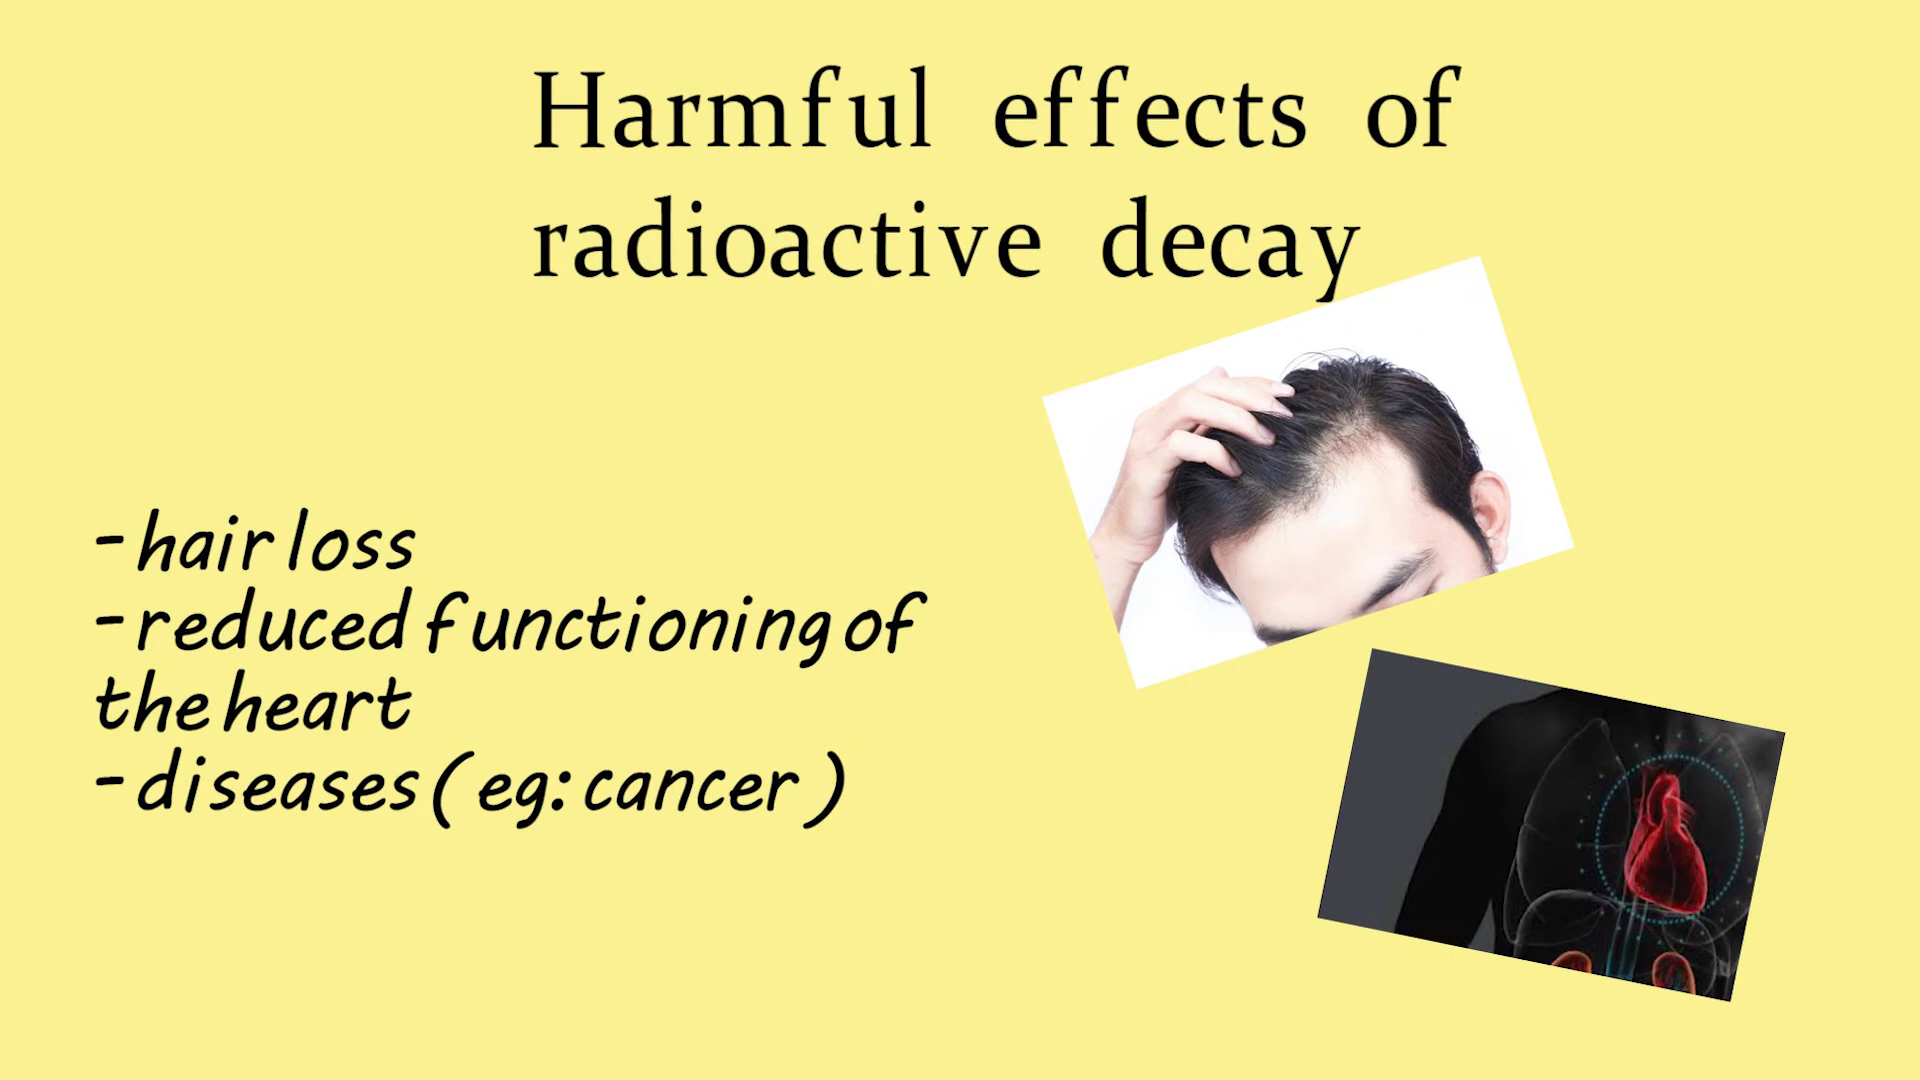 Harmful effects of
radioactive decay
- hair loss
- reduced functioning of
the heart
- diseases ( eg: cancer )